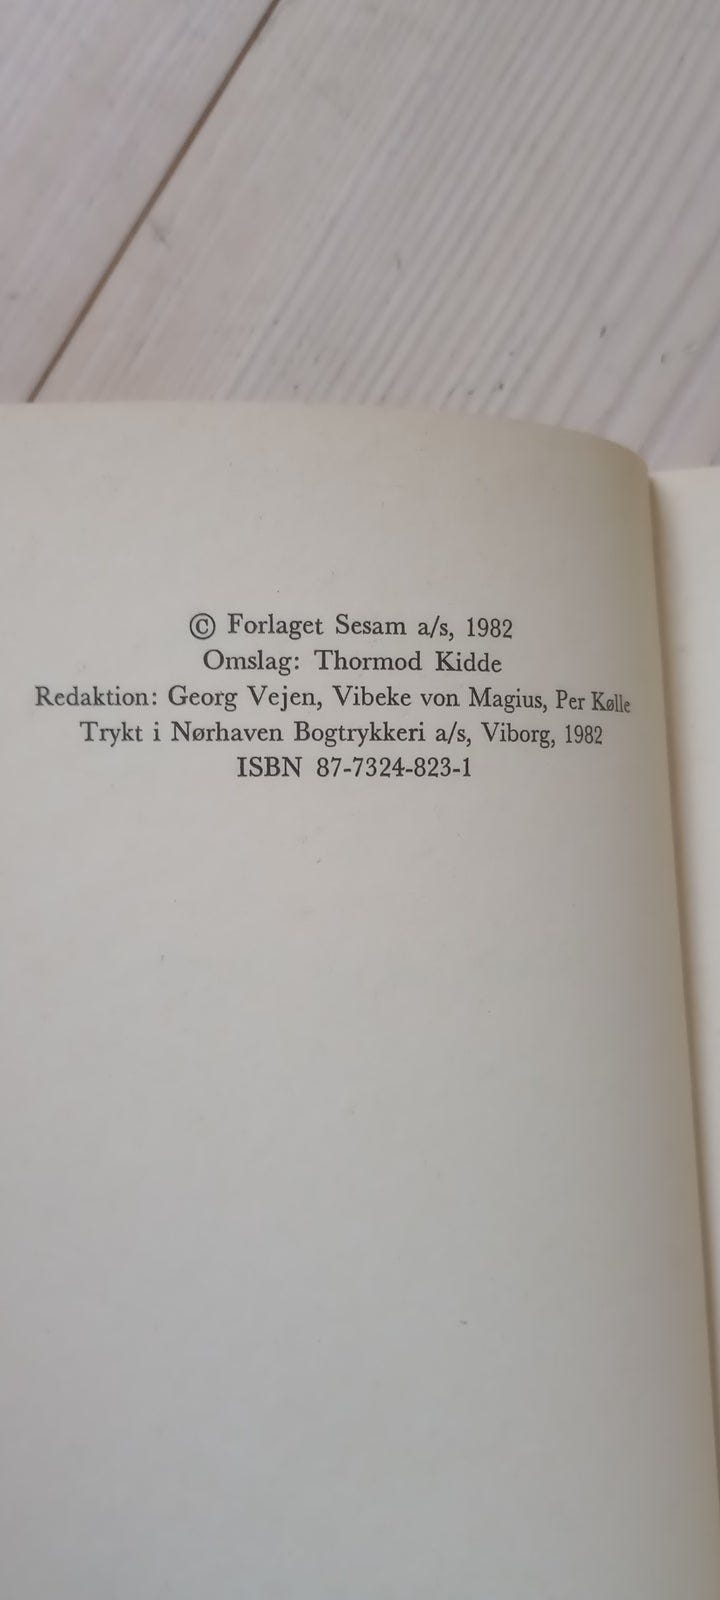 © Forlaget Sesam a/s, 1982
Omslag: Thormod Kidde
Redaktion: Georg Vejen, Vibeke von Magius, Per Kølle
Trykt i Nørhaven Bogtrykkeri a/s, Viborg, 1982
ISBN 87-7324-823-1